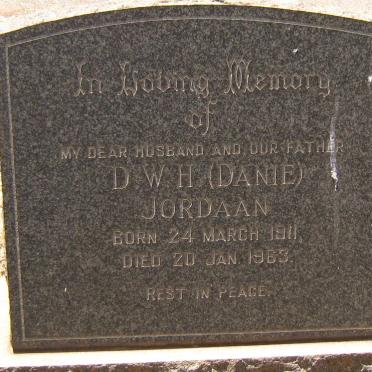 In Loving Memory
of
MY DEAR HUSBAND AND OUR FATHER
D.W.H. (DANIE)
JORDAAN
BORN 24 MARCH 1911,
DIED 20 JAN. 1963.
REST IN PEACE.